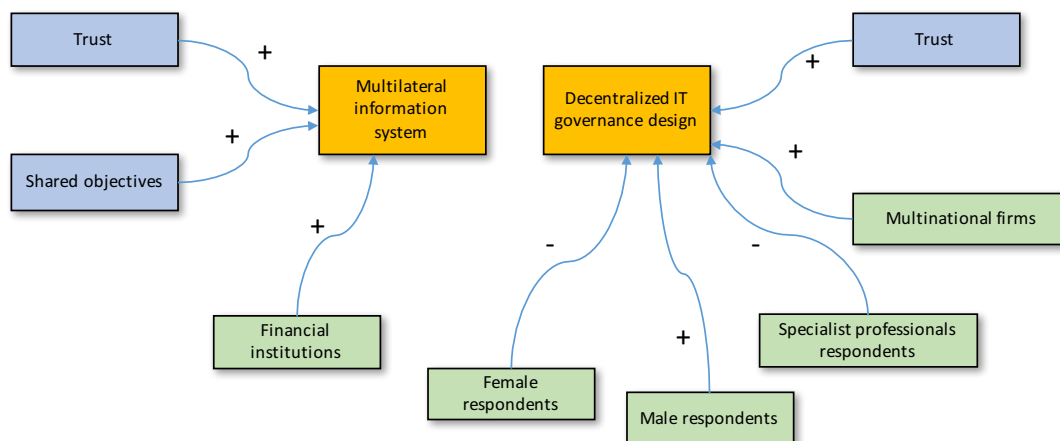 Trust
+
Multilateral
information
system
Decentralized IT
governance design
Trust
+
Shared objectives
+
+
Multinational firms
+
-
-
Financial
institutions
+
Specialist professionals
respondents
Female
respondents
Male respondents